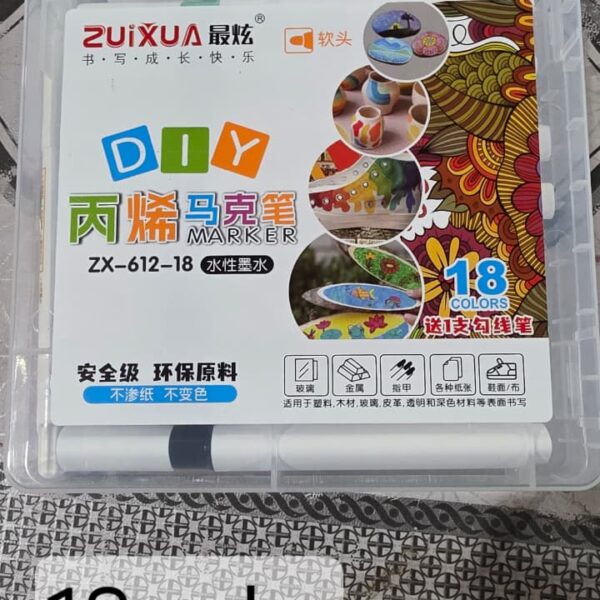 ZUiXUA 最炫®
书·写·成·长·快·乐
软头
DIY
丙烯马克笔
MARKER
ZX-612-18 水性墨水
18
COLORS
送1支勾线笔
安全级 环保原料
不渗纸 不变色
玻璃 金属 指甲 各种纸张 鞋面/布
适用于塑料,木材,玻璃,皮革,透明和深色材料等表面书写